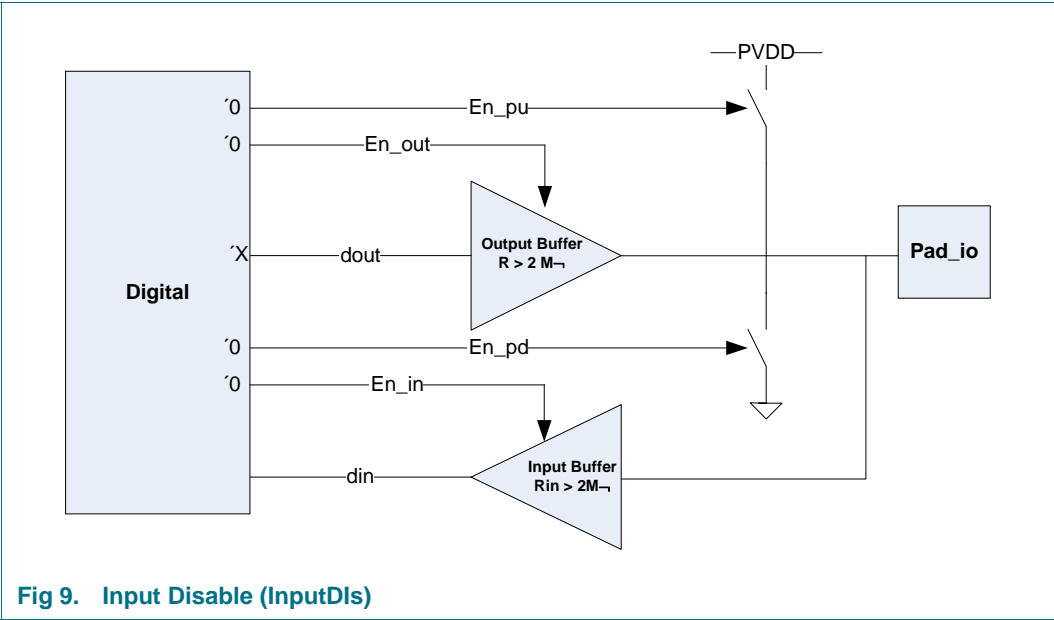 PVDD
´0
En_pu
´0
En_out
Output Buffer
R > 2 M¬
´X
dout
Pad_io
Digital
´0
En_pd
´0
En_in
Input Buffer
Rin > 2M¬
din
Fig 9. Input Disable (InputDIs)